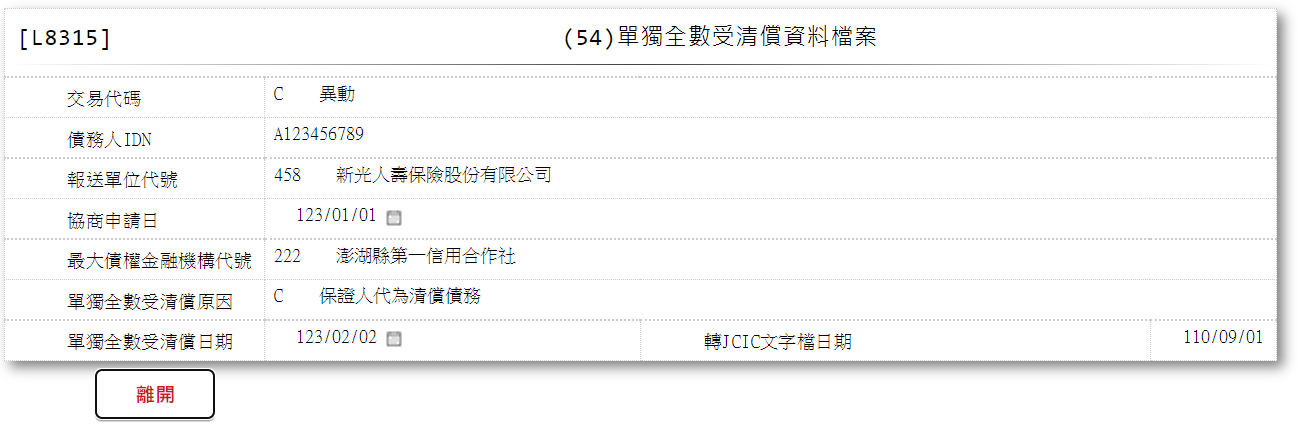 [L8315] (54)單獨全數受清償資料檔案
交易代碼 C 異動
債務人IDN A123456789
報送單位代號 458 新光人壽保險股份有限公司
協商申請日 123/01/01
最大債權金融機構代號 222 澎湖縣第一信用合作社
單獨全數受清償原因 C 保證人代為清償債務
單獨全數受清償日期 123/02/02 轉JCIC文字檔日期 110/09/01
離開